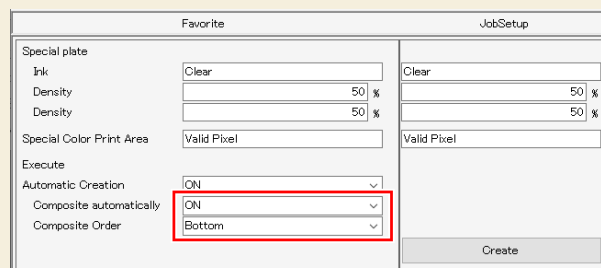 Favorite JobSetup
Special plate
Ink Clear Clear
Density 50 % 50 %
Density 50 % 50 %
Special Color Print Area Valid Pixel Valid Pixel
Execute
Automatic Creation ON
Composite automatically ON
Composite Order Bottom
Create